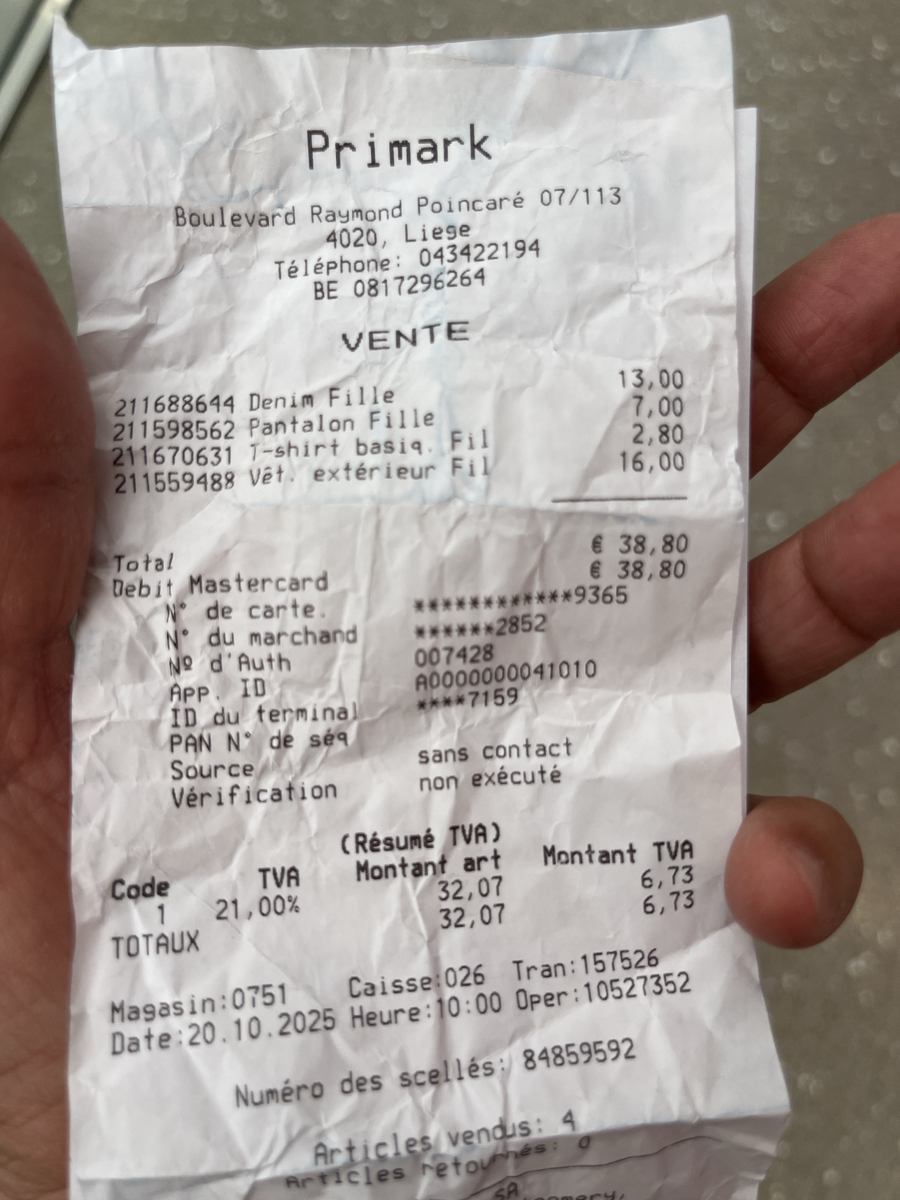 Primark
Boulevard Raymond Poincaré 07/113
4020, Liege
Téléphone: 043422194
BE 0817296264
VENTE
211688644 Denim Fille 13,00
211598562 Pantalon Fille 7,00
211670631 T-shirt basiq. Fil 2,80
211559488 Vêt. extérieur Fil 16,00
Total € 38,80
Debit Mastercard € 38,80
N° de carte. ************9365
N° du marchand ******2852
Nº d'Auth 007428
App. ID A0000000041010
ID du terminal ****7159
PAN N° de séq
Source sans contact
Vérification non exécuté
(Résumé TVA)
Code TVA Montant art Montant TVA
1 21,00% 32,07 6,73
TOTAUX 32,07 6,73
Magasin:0751 Caisse:026 Tran:157526
Date:20.10.2025 Heure:10:00 Oper:10527352
Numéro des scellés: 84859592
Articles vendus: 4
Articles retournés: 0
SA